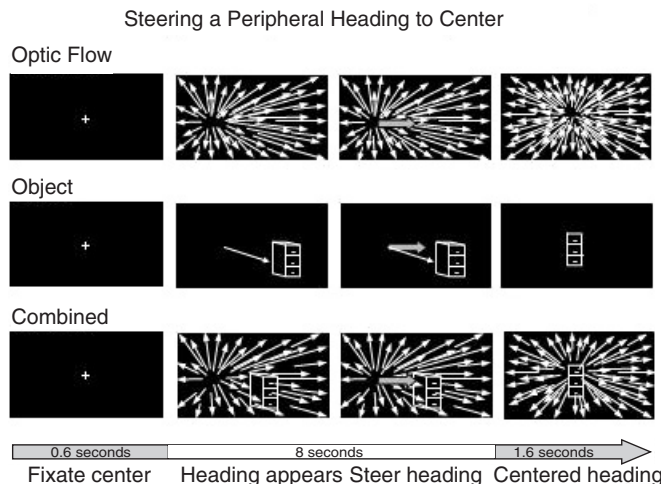 Steering a Peripheral Heading to Center
Optic Flow
Object
Combined
0.6 seconds 8 seconds 1.6 seconds
Fixate center Heading appears Steer heading Centered heading